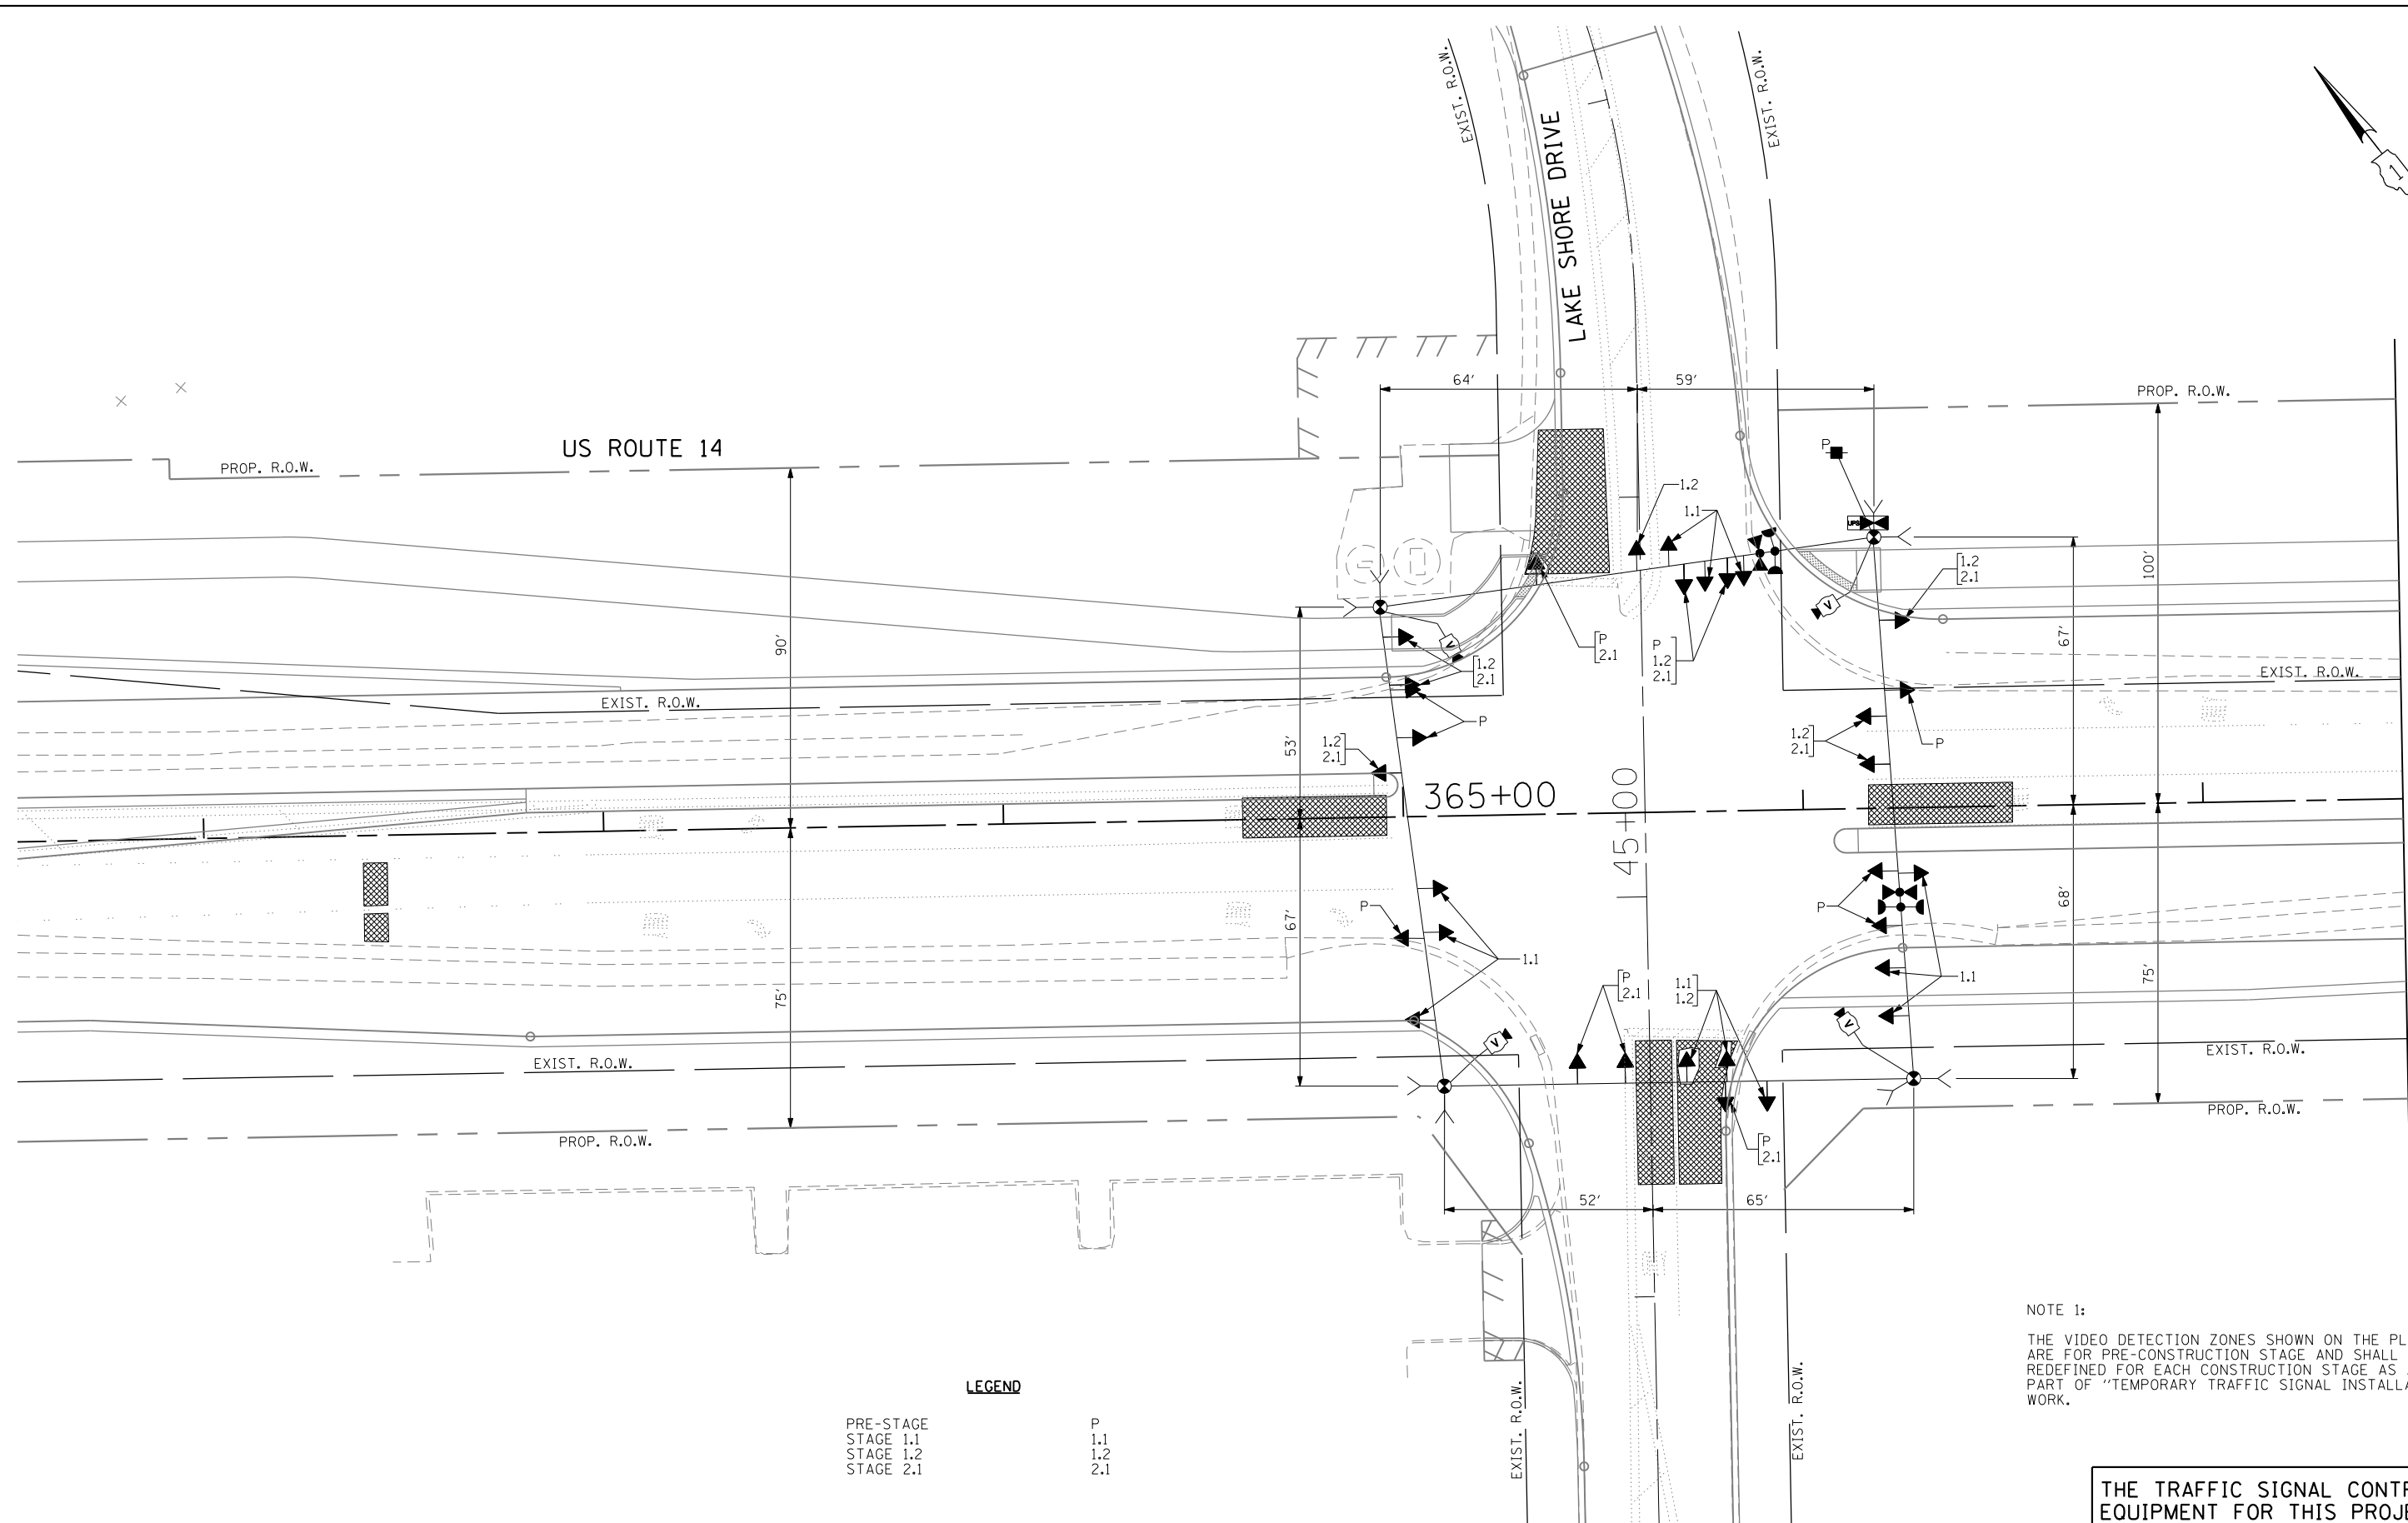 EXIST. R.O.W.
LAKE SHORE DRIVE
EXIST. R.O.W.
1
64'
59'
PROP. R.O.W.
US ROUTE 14
PROP. R.O.W.
P
1.2
1.1
UPS
1.2
2.1
100'
90'
V
V
67'
P
2.1
P
1.2
2.1
1.2
2.1
EXIST. R.O.W.
EXIST. R.O.W.
P
1.2
2.1
53'
1.2
2.1
P
365+00
45+00
P
67'
P
68'
1.1
1.1
P
2.1
1.1
1.2
75'
75'
V
V
EXIST. R.O.W.
EXIST. R.O.W.
PROP. R.O.W.
PROP. R.O.W.
P
2.1
52'
65'
NOTE 1:
THE VIDEO DETECTION ZONES SHOWN ON THE PL
ARE FOR PRE-CONSTRUCTION STAGE AND SHALL
REDEFINED FOR EACH CONSTRUCTION STAGE AS
PART OF "TEMPORARY TRAFFIC SIGNAL INSTALLA
WORK.
EXIST. R.O.W.
EXIST. R.O.W.
LEGEND
PRE-STAGE P
STAGE 1.1 1.1
STAGE 1.2 1.2
STAGE 2.1 2.1
THE TRAFFIC SIGNAL CONTR
EQUIPMENT FOR THIS PROJE